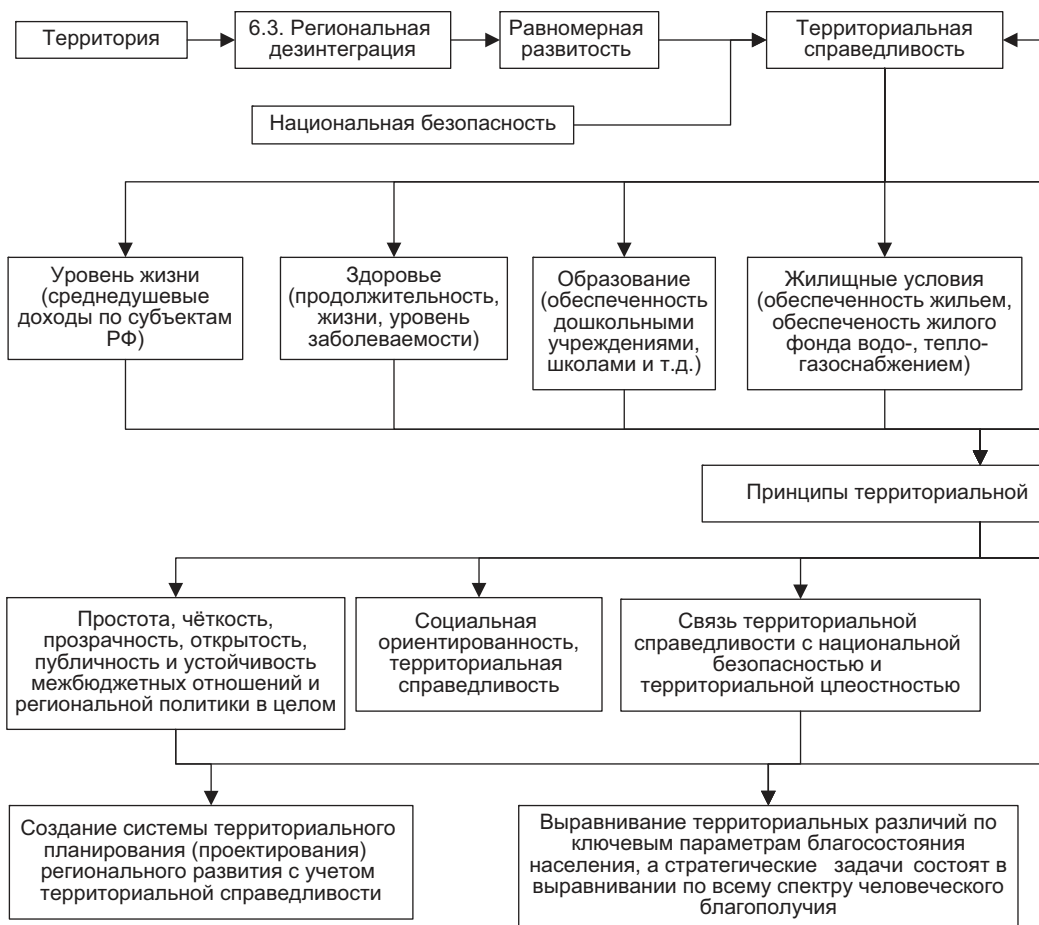 Территория
6.3. Региональная
дезинтеграция
Равномерная
развитость
Территориальная
справедливость
Национальная безопасность
Уровень жизни
(среднедушевые
доходы по субъектам
РФ)
Здоровье
(продолжительность,
жизни, уровень
заболеваемости)
Образование
(обеспеченность
дошкольными
учреждениями,
школами и т.д.)
Жилищные условия
(обеспеченность жильем,
обеспеченость жилого
фонда водо-, тепло-
газоснабжением)
Принципы территориальной
Простота, чёткость,
прозрачность, открытость,
публичность и устойчивость
межбюджетных отношений и
региональной политики в целом
Социальная
ориентированность,
территориальная
справедливость
Связь территориальной
справедливости с национальной
безопасностью и
территориальной цлеостностью
Создание системы территориального
планирования (проектирования)
регионального развития с учетом
территориальной справедливости
Выравнивание территориальных различий по
ключевым параметрам благосостояния
населения, а стратегические задачи состоят в
выравнивании по всему спектру человеческого
благополучия